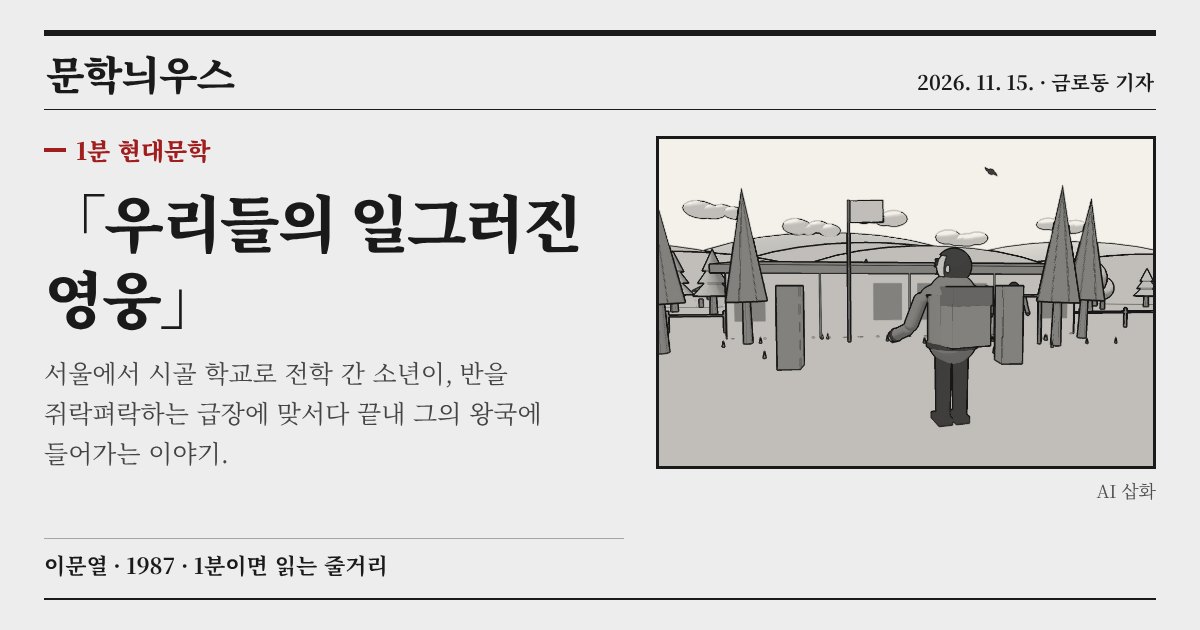 문학늬우스
2026. 11. 15. · 금로동 기자
1분 현대문학
「우리들의 일그러진
영웅」
서울에서 시골 학교로 전학 간 소년이, 반을
쥐락펴락하는 급장에 맞서다 끝내 그의 왕국에
들어가는 이야기.
AI 삽화
이문열 · 1987 · 1분이면 읽는 줄거리